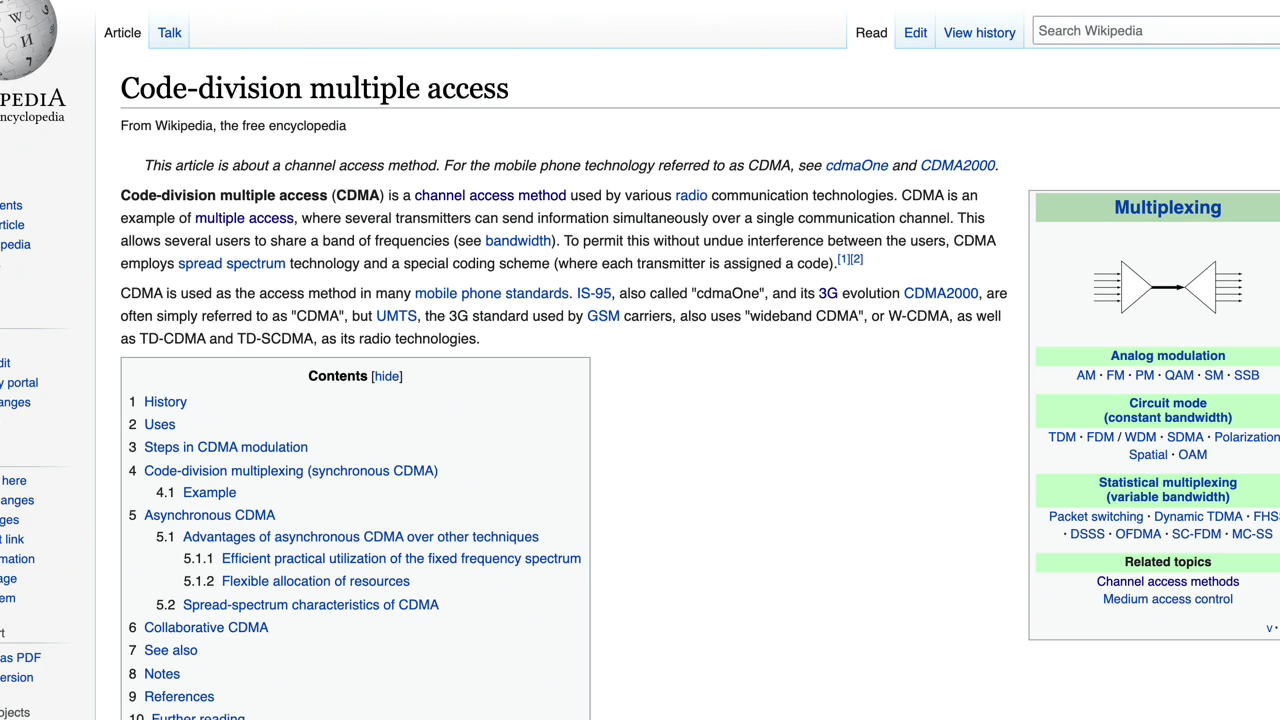 Article
Talk
Read
Edit
View history
Search Wikipedia
PEDIA
ncyclopedia
Code-division multiple access
From Wikipedia, the free encyclopedia
This article is about a channel access method. For the mobile phone technology referred to as CDMA, see cdmaOne and CDMA2000.
Code-division multiple access (CDMA) is a channel access method used by various radio communication technologies. CDMA is an
example of multiple access, where several transmitters can send information simultaneously over a single communication channel. This
allows several users to share a band of frequencies (see bandwidth). To permit this without undue interference between the users, CDMA
employs spread spectrum technology and a special coding scheme (where each transmitter is assigned a code).[1][2]
CDMA is used as the access method in many mobile phone standards. IS-95, also called "cdmaOne", and its 3G evolution CDMA2000, are
often simply referred to as "CDMA", but UMTS, the 3G standard used by GSM carriers, also uses "wideband CDMA", or W-CDMA, as well
as TD-CDMA and TD-SCDMA, as its radio technologies.
Contents [hide]
1 History
2 Uses
3 Steps in CDMA modulation
4 Code-division multiplexing (synchronous CDMA)
4.1 Example
5 Asynchronous CDMA
5.1 Advantages of asynchronous CDMA over other techniques
5.1.1 Efficient practical utilization of the fixed frequency spectrum
5.1.2 Flexible allocation of resources
5.2 Spread-spectrum characteristics of CDMA
6 Collaborative CDMA
7 See also
8 Notes
9 References
10 Further reading
Multiplexing
Analog modulation
AM · FM · PM · QAM · SM · SSB
Circuit mode
(constant bandwidth)
TDM · FDM / WDM · SDMA · Polarization
Spatial · OAM
Statistical multiplexing
(variable bandwidth)
Packet switching · Dynamic TDMA · FHS
· DSSS · OFDMA · SC-FDM · MC-SS
Related topics
Channel access methods
Medium access control
v ·
ents
rticle
pedia
dit
y portal
anges
here
anges
ges
t link
mation
age
em
rt
as PDF
ersion
ojects